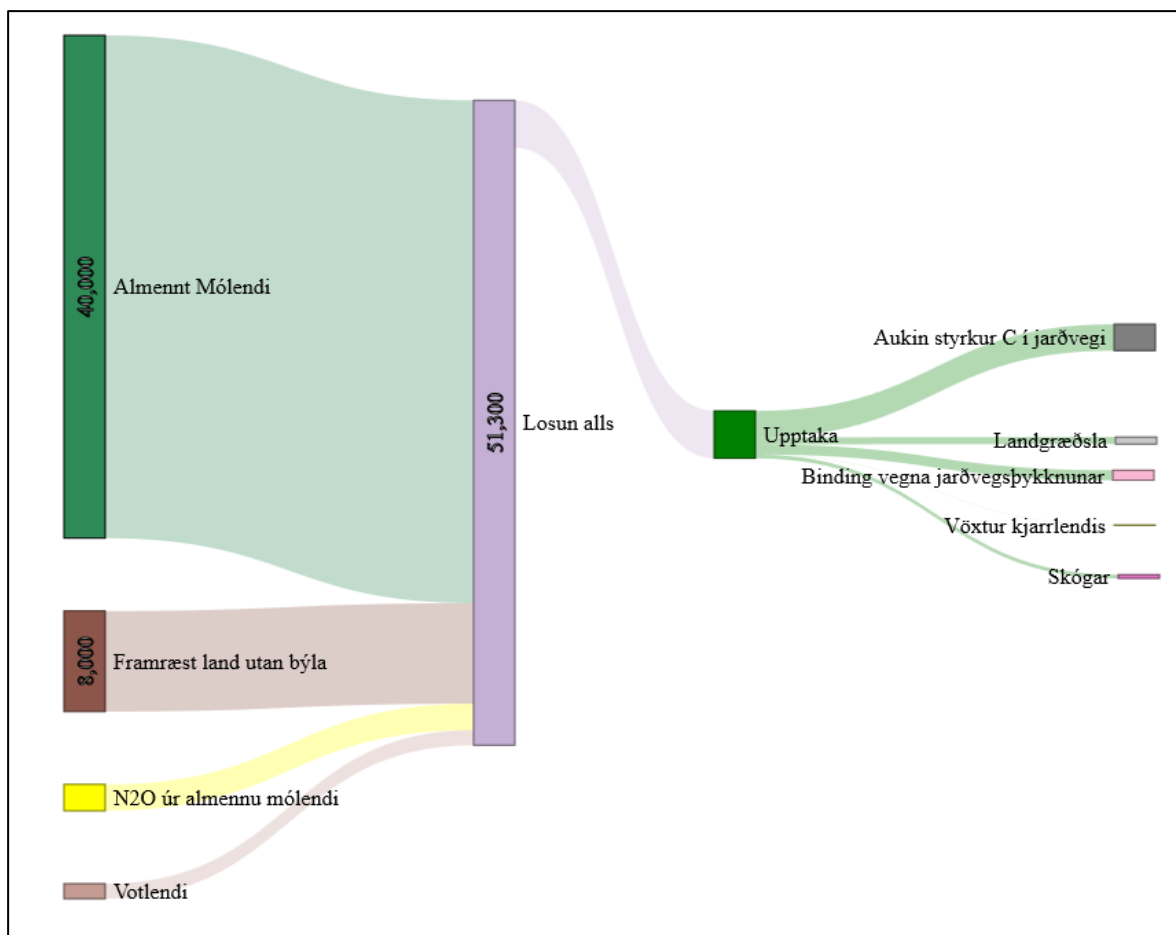 40,000
Almennt Mólendi
8,000
Framræst land utan býla
N2O úr almennu mólendi
Votlendi
51,300
Losun alls
Upptaka
Aukin styrkur C í jarðvegi
Landgræðsla
Binding vegna jarðvegsþykknunar
Vöxtur kjarrlendis
Skógar